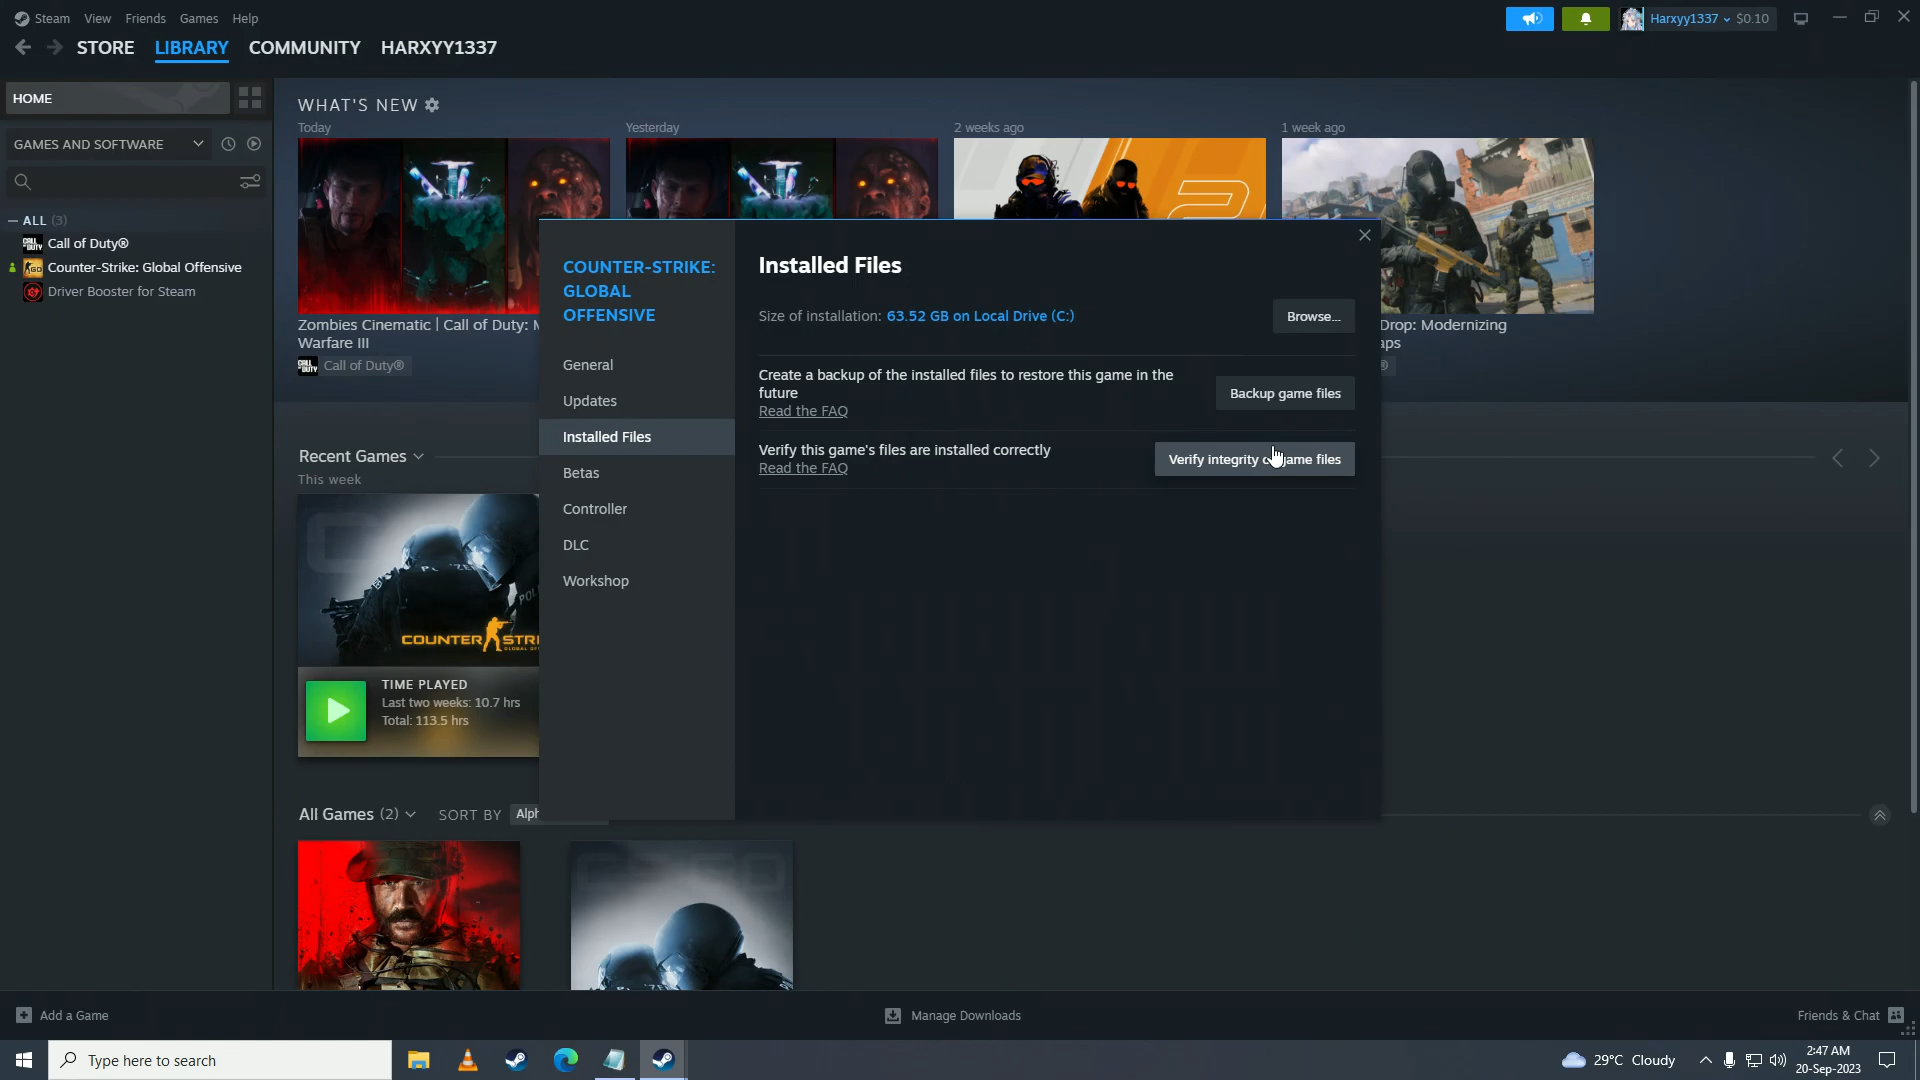 Steam View Friends Games Help
Harxyy1337 $0.10
STORE LIBRARY COMMUNITY HARXYY1337
HOME
GAMES AND SOFTWARE
ALL (3)
Call of Duty®
Counter-Strike: Global Offensive
Driver Booster for Steam
WHAT'S NEW
Today
Yesterday
2 weeks ago
1 week ago
Zombies Cinematic | Call of Duty:
Warfare III
Call of Duty®
Drop: Modernizing
aps
COUNTER-STRIKE:
GLOBAL
OFFENSIVE
General
Updates
Installed Files
Betas
Controller
DLC
Workshop
Installed Files
Size of installation: 63.52 GB on Local Drive (C:)
Browse...
Create a backup of the installed files to restore this game in the
future
Read the FAQ
Backup game files
Verify this game's files are installed correctly
Read the FAQ
Verify integrity game files
Recent Games
This week
COUNTER STRI
TIME PLAYED
Last two weeks: 10.7 hrs
Total: 113.5 hrs
All Games (2) SORT BY Alph
Add a Game
Manage Downloads
Friends & Chat
Type here to search
29°C Cloudy
2:47 AM
20-Sep-2023